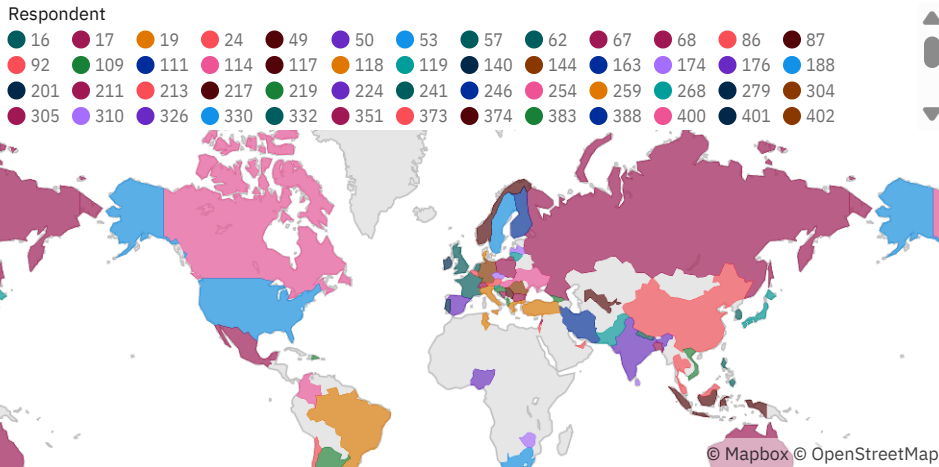 Respondent
16 17 19 24 49 50 53 57 62 67 68 86 87
92 109 111 114 117 118 119 140 144 163 174 176 188
201 211 213 217 219 224 241 246 254 259 268 279 304
305 310 326 330 332 351 373 374 383 388 400 401 402
© Mapbox © OpenStreetMap